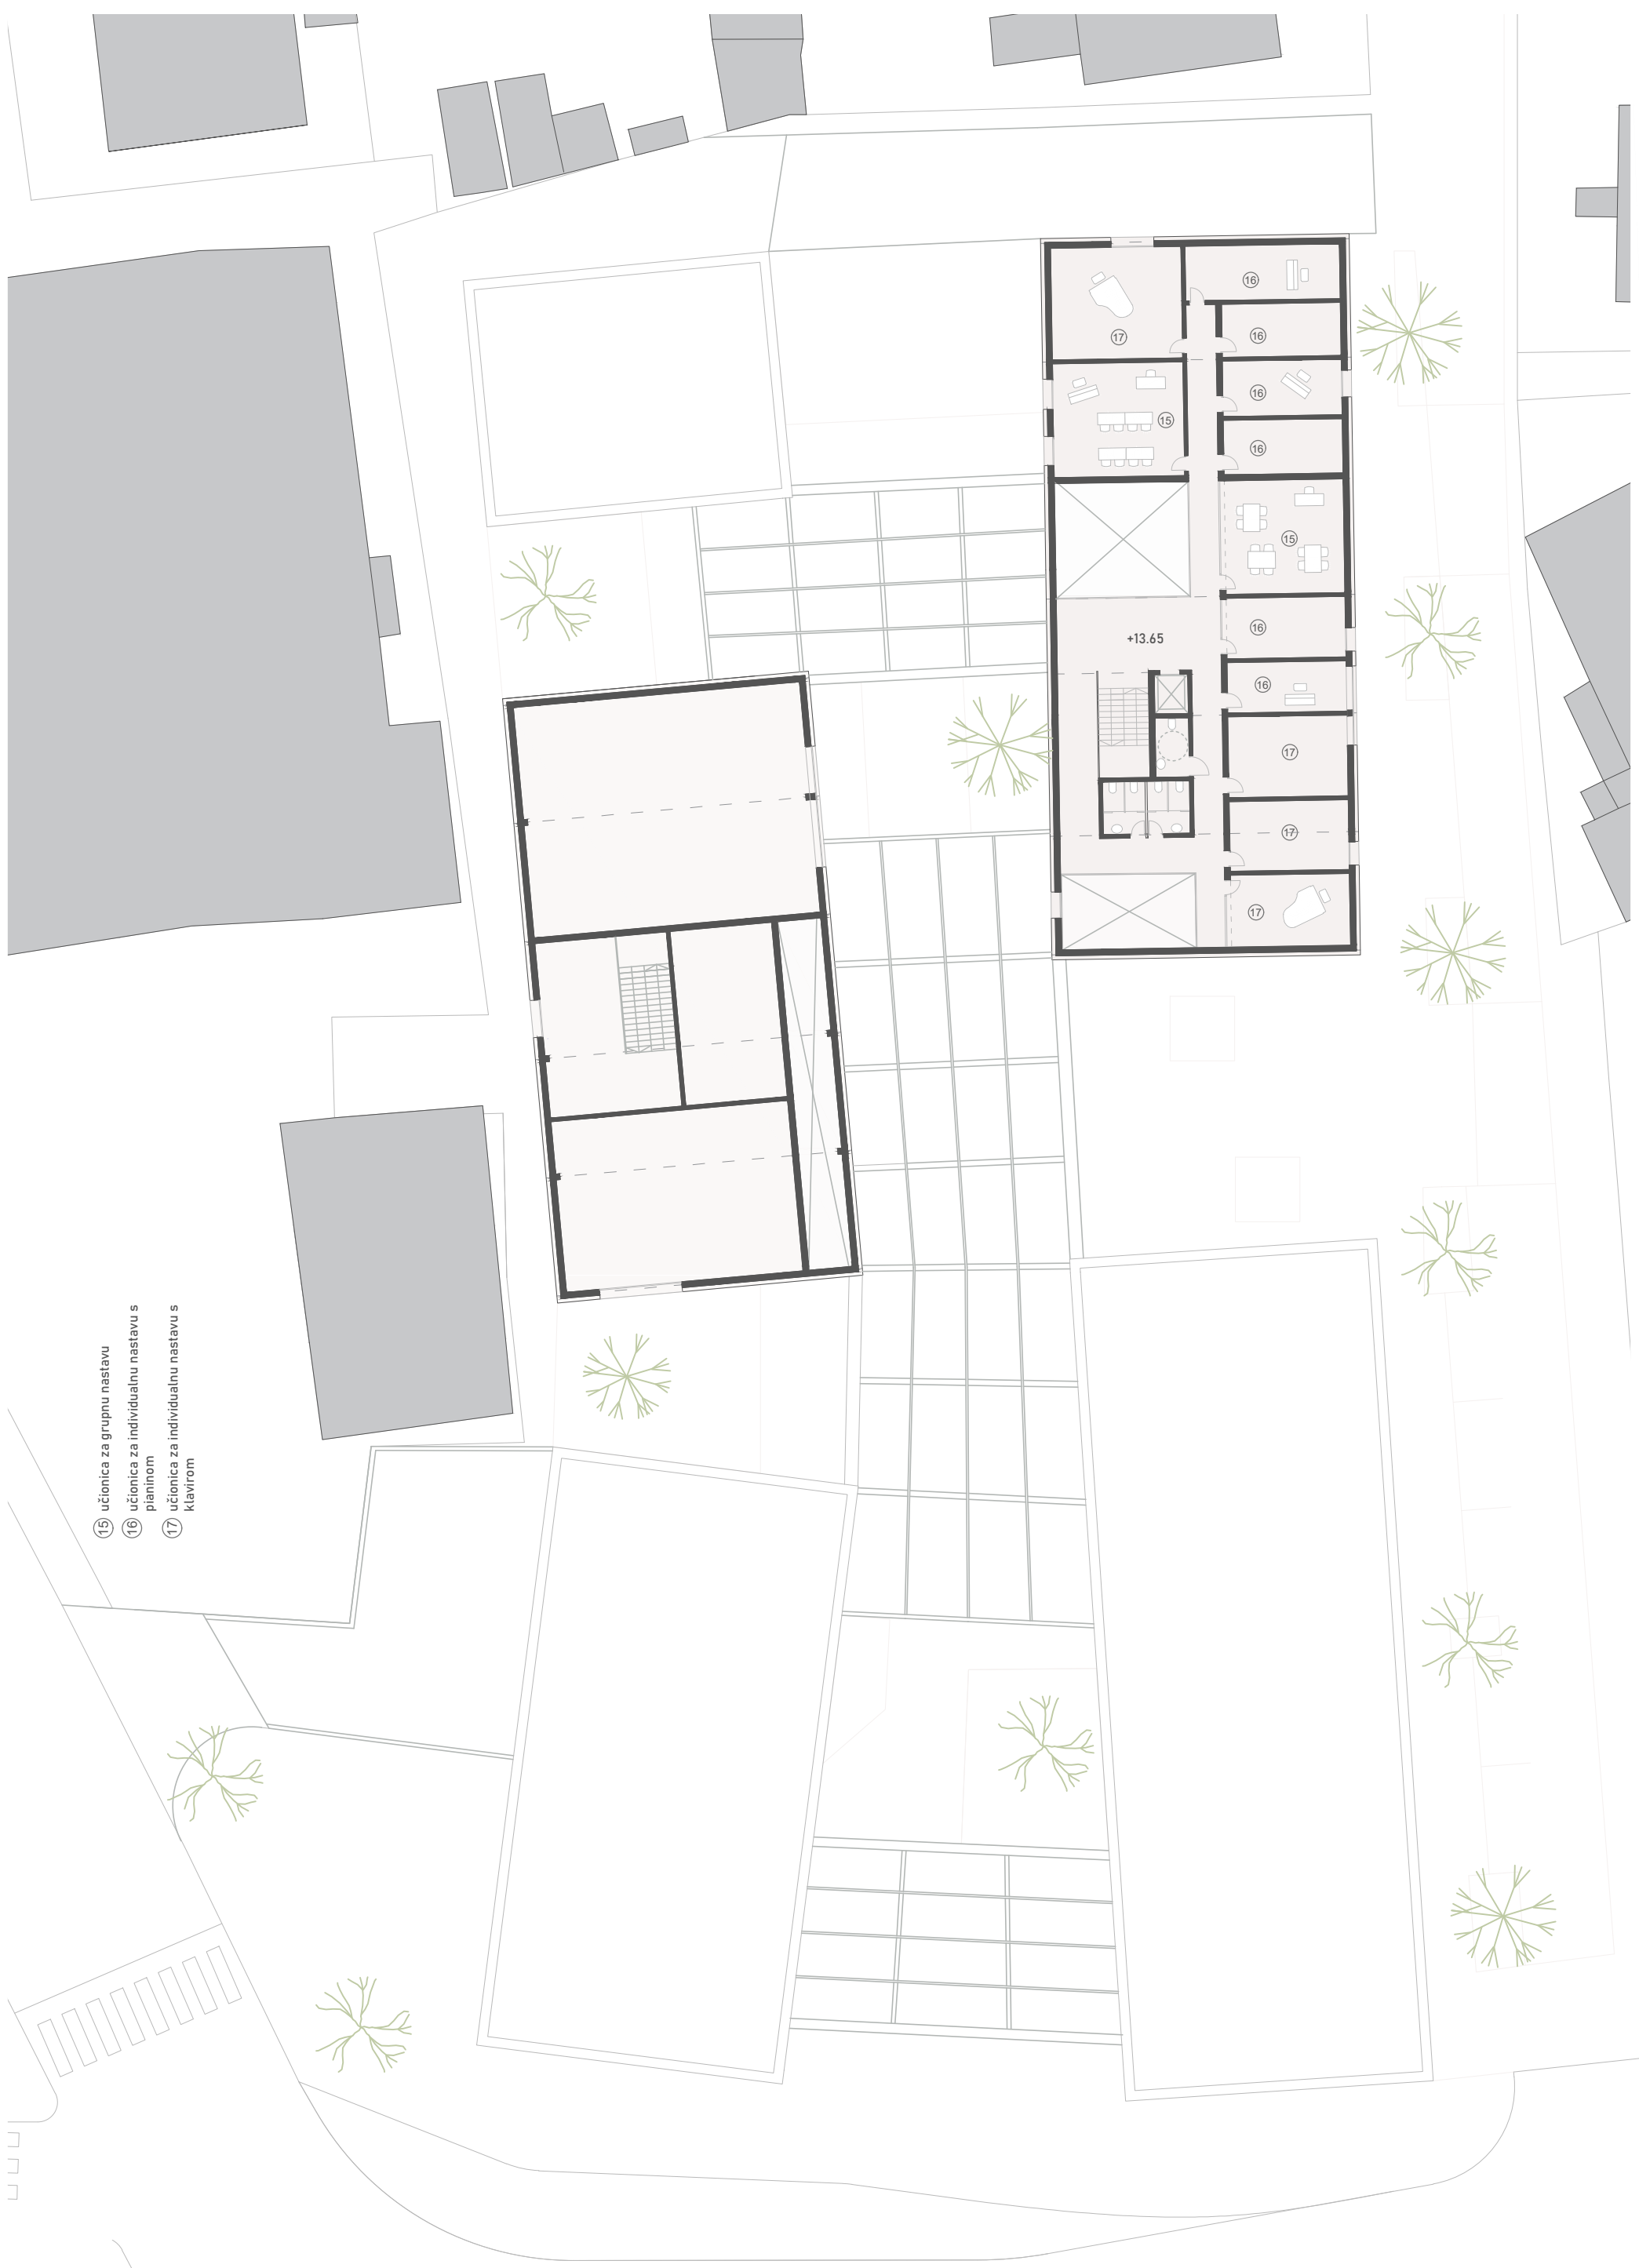 17
16
16
16
15
16
15
16
+13.65
16
17
17
17
15 učionica za grupnu nastavu
16 učionica za individualnu nastavu s
pianinom
17 učionica za individualnu nastavu s
klavirom